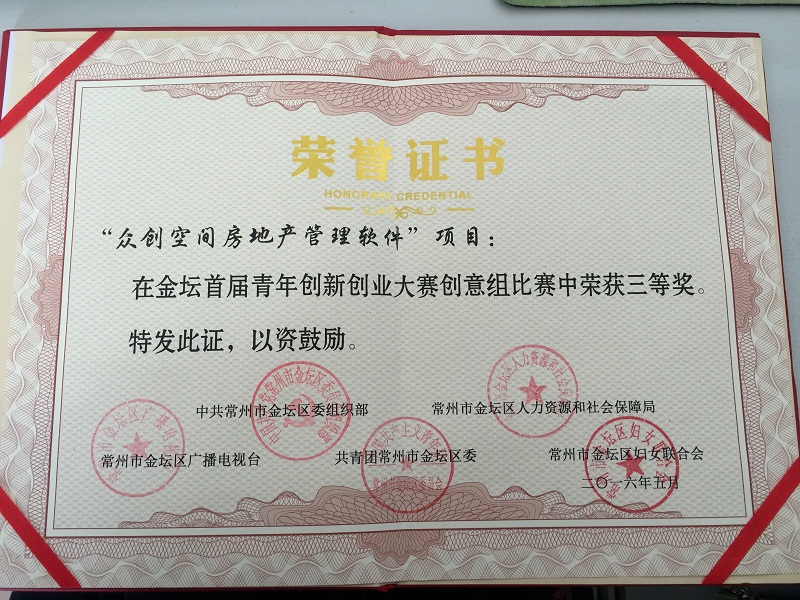 荣誉证书
HONORARY CREDENTIAL
“众创空间房地产管理软件”项目：
在金坛首届青年创新创业大赛创意组比赛中荣获三等奖。
特发此证，以资鼓励。
中共常州市金坛区委组织部
常州市金坛区人力资源和社会保障局
常州市金坛区广播电视台
共青团常州市金坛区委
常州市金坛区妇女联合会
二〇一六年五月